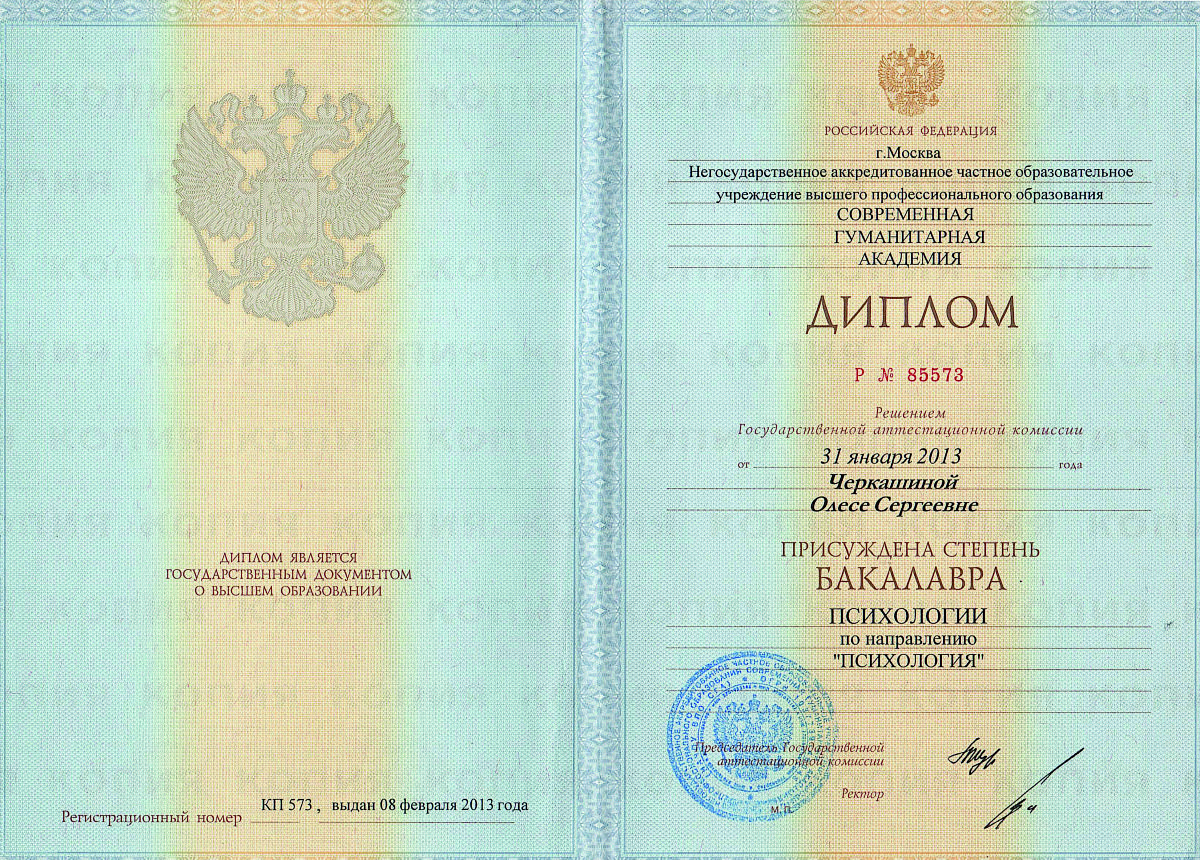 ДИПЛОМ ЯВЛЯЕТСЯ
ГОСУДАРСТВЕННЫМ ДОКУМЕНТОМ
О ВЫСШЕМ ОБРАЗОВАНИИ
Регистрационный номер КП 573 , выдан 08 февраля 2013 года
РОССИЙСКАЯ ФЕДЕРАЦИЯ
г.Москва
Негосударственное аккредитованное частное образовательное
учреждение высшего профессионального образования
СОВРЕМЕННАЯ
ГУМАНИТАРНАЯ
АКАДЕМИЯ
ДИПЛОМ
Р № 85573
Решением
Государственной аттестационной комиссии
от 31 января 2013 года
Черкашиной
Олесе Сергеевне
ПРИСУЖДЕНА СТЕПЕНЬ
БАКАЛАВРА
ПСИХОЛОГИИ
по направлению
"ПСИХОЛОГИЯ"
Председатель Государственной
аттестационной комиссии
Ректор
м.п.